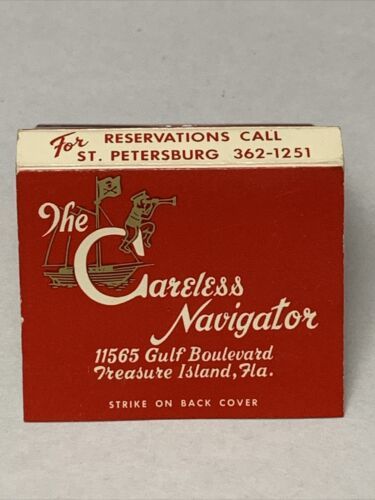 For RESERVATIONS CALL
ST. PETERSBURG 362-1251
The
Careless
Navigator
11565 Gulf Boulevard
Treasure Island, Fla.
STRIKE ON BACK COVER